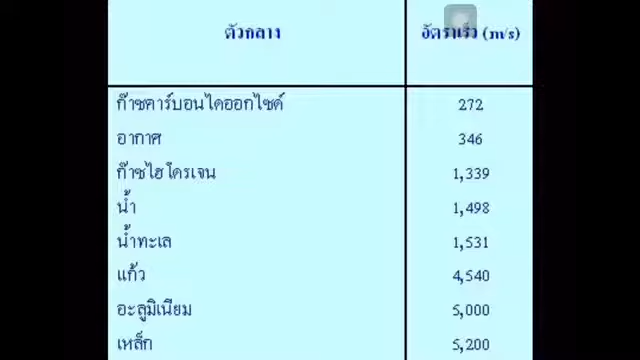 ตัวกลาง อัตราเร็ว (m/s)
ก๊าซคาร์บอนไดออกไซด์ 272
อากาศ 346
ก๊าซไฮโดรเจน 1,339
น้ำ 1,498
น้ำทะเล 1,531
แก้ว 4,540
อะลูมิเนียม 5,000
เหล็ก 5,200